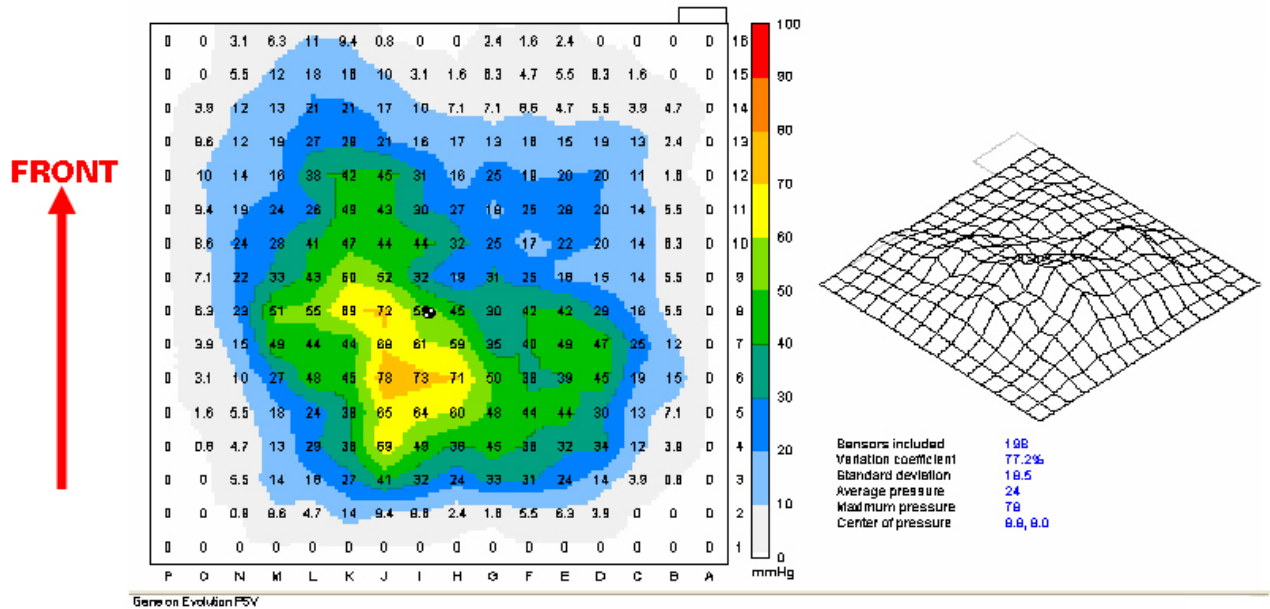 100
0 0 3.1 6.3 11 9.4 0.8 0 0 2.4 1.6 2.4 0 0 0 0 16
0 0 5.5 12 18 18 10 3.1 1.6 6.3 4.7 5.5 6.3 1.6 0 0 15
90
0 3.9 12 13 21 21 17 10 7.1 7.1 8.6 4.7 5.5 3.9 4.7 0 14
80
0 8.6 12 19 27 29 21 16 17 13 18 15 19 13 2.4 0 13
FRONT
0 10 14 16 38 42 45 31 16 25 19 20 20 11 1.6 0 12
70
0 9.4 19 24 26 49 43 30 27 18 25 28 20 14 5.5 0 11
60
0 8.6 24 28 41 47 44 44 32 25 17 22 20 14 6.3 0 10
0 7.1 22 33 43 60 52 32 19 31 25 18 15 14 5.5 0 9
50
0 6.3 23 51 55 69 72 45 30 42 42 29 16 5.5 0 8
0 3.9 15 49 44 44 69 61 59 35 40 49 47 25 12 0 7
40
0 3.1 10 27 48 45 78 73 71 50 38 39 45 19 15 0 6
30
0 1.6 5.5 18 24 38 65 64 60 48 44 44 30 13 7.1 0 5
0 0.8 4.7 13 29 38 59 49 36 45 38 32 34 12 3.9 0 4
20
0 0 5.5 14 16 27 41 32 24 33 31 24 14 3.9 0.8 0 3
10
0 0 0.8 8.6 4.7 14 9.4 8.6 2.4 1.6 5.5 6.3 3.9 0 0 0 2
0 0 0 0 0 0 0 0 0 0 0 0 0 0 0 0 1
0
mmHg
P O N M L K J I H G F E D C B A
Sensors included 198
Variation coefficient 77.2%
Standard deviation 18.5
Average pressure 24
Maximum pressure 78
Center of pressure